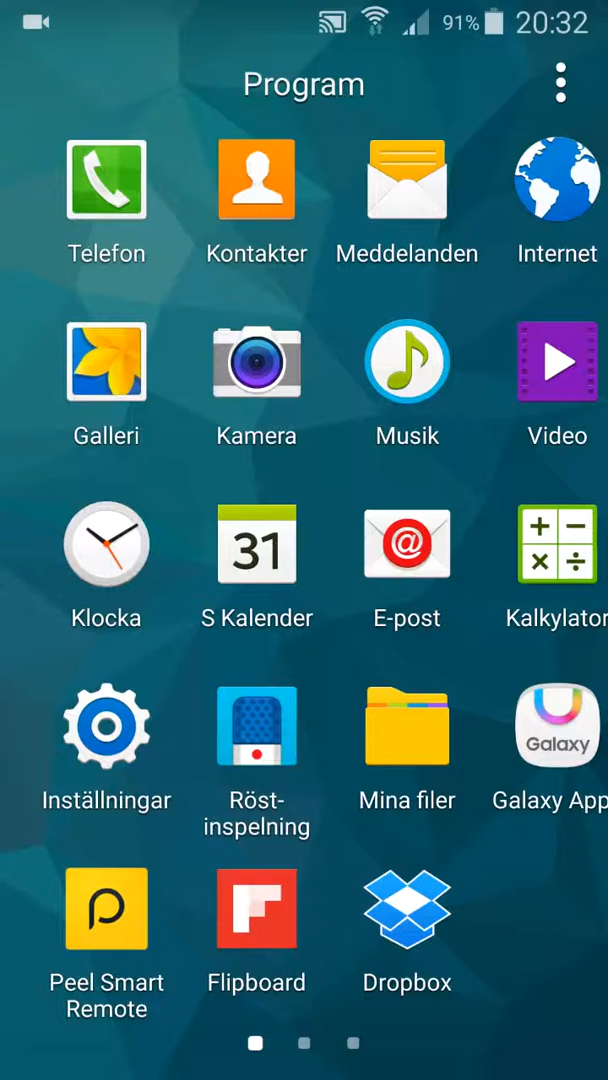 91% 20:32
Program
Telefon Kontakter Meddelanden Internet
Galleri Kamera Musik Video
31
@
Klocka S Kalender E-post Kalkylator
Galaxy
Inställningar Röst- Mina filer Galaxy App
inspelning
Peel Smart Flipboard Dropbox
Remote